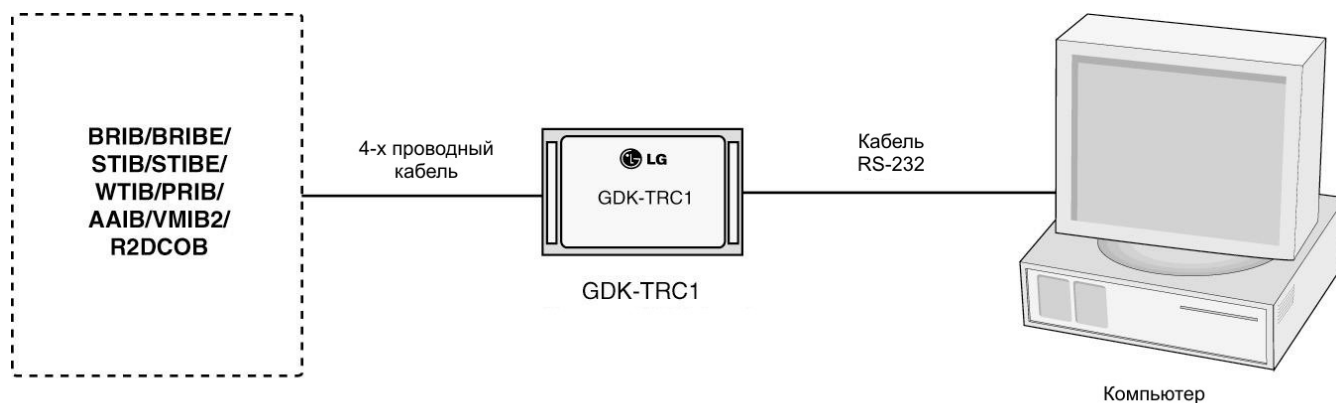 BRIB/BRIBE/
STIB/STIBE/
WTIB/PRIB/
AAIB/VMIB2/
R2DCOB
4-х проводный
кабель
LG
GDK-TRC1
GDK-TRC1
Кабель
RS-232
Компьютер